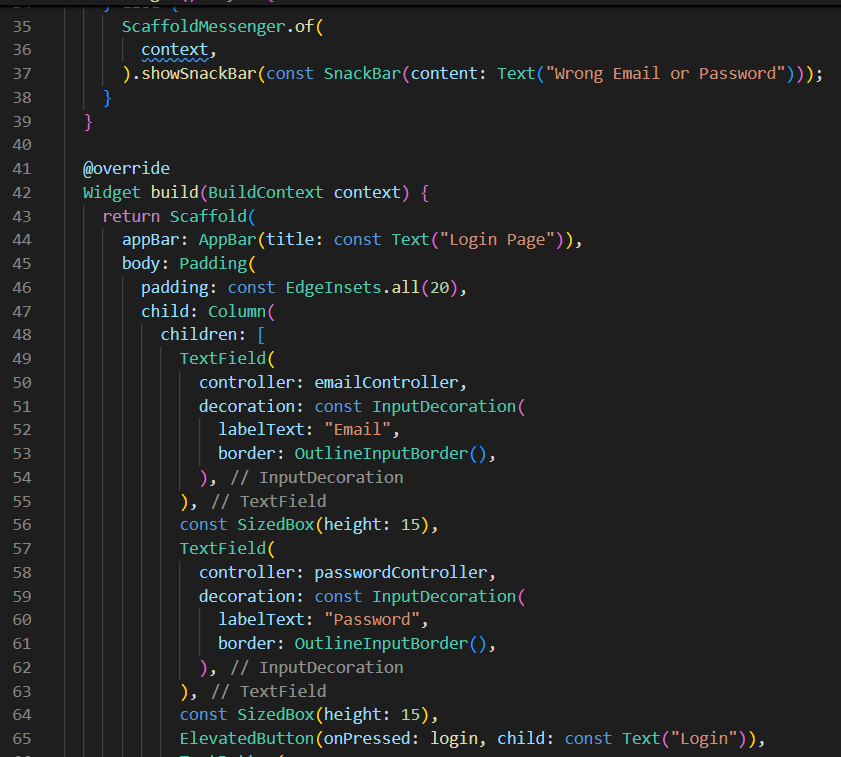 35 ScaffoldMessenger.of(
36 context,
37 ).showSnackBar(const SnackBar(content: Text("Wrong Email or Password")));
38 }
39 }
40
41 @override
42 Widget build(BuildContext context) {
43 return Scaffold(
44 appBar: AppBar(title: const Text("Login Page")),
45 body: Padding(
46 padding: const EdgeInsets.all(20),
47 child: Column(
48 children: [
49 TextField(
50 controller: emailController,
51 decoration: const InputDecoration(
52 labelText: "Email",
53 border: OutlineInputBorder(),
54 ), // InputDecoration
55 ), // TextField
56 const SizedBox(height: 15),
57 TextField(
58 controller: passwordController,
59 decoration: const InputDecoration(
60 labelText: "Password",
61 border: OutlineInputBorder(),
62 ), // InputDecoration
63 ), // TextField
64 const SizedBox(height: 15),
65 ElevatedButton(onPressed: login, child: const Text("Login")),